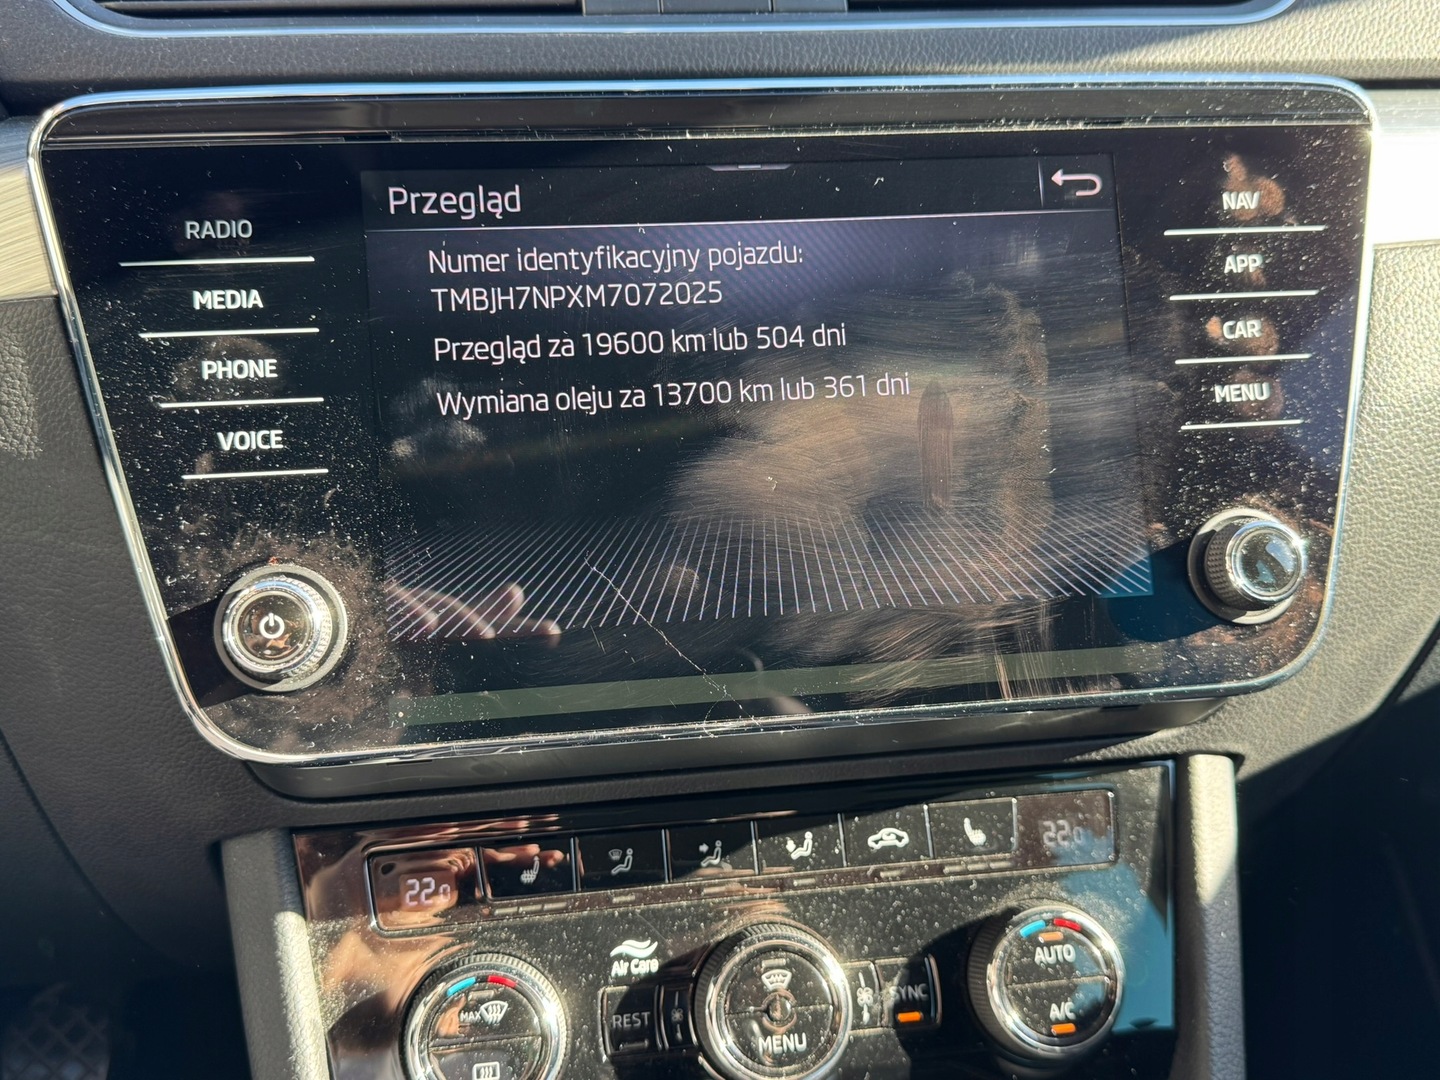 Przegląd
Numer identyfikacyjny pojazdu:
TMBJH7NPXM7072025
Przegląd za 19600 km lub 504 dni
Wymiana oleju za 13700 km lub 361 dni
RADIO
MEDIA
PHONE
VOICE
NAV
APP
CAR
MENU
22.0
22.0
Air Care
MAX
REST
MENU
SYNC
AUTO
A/C